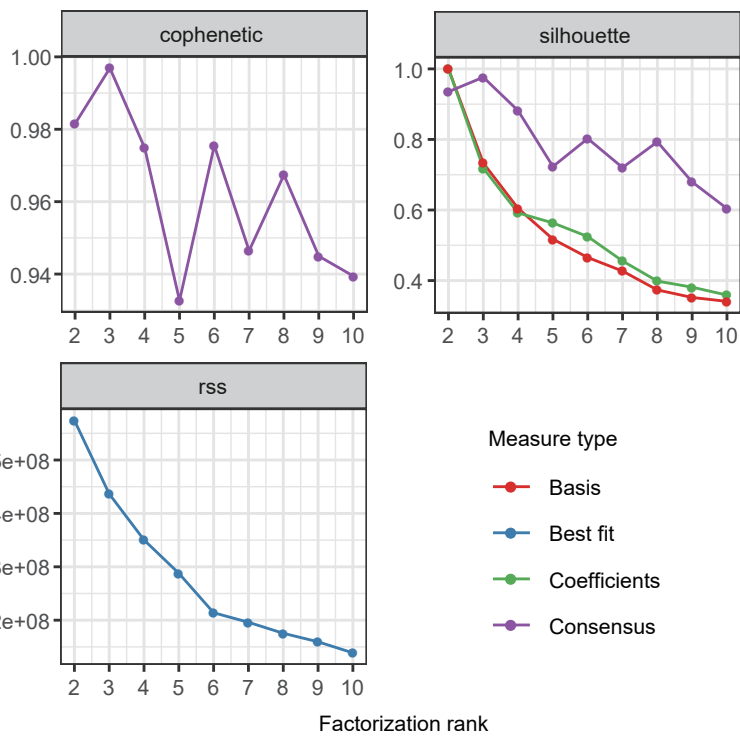 cophenetic
silhouette
1.00
0.98
0.96
0.94
2 3 4 5 6 7 8 9 10
1.0
0.8
0.6
0.4
2 3 4 5 6 7 8 9 10
rss
e+08
4e+08
e+08
2e+08
2 3 4 5 6 7 8 9 10
Measure type
Basis
Best fit
Coefficients
Consensus
Factorization rank